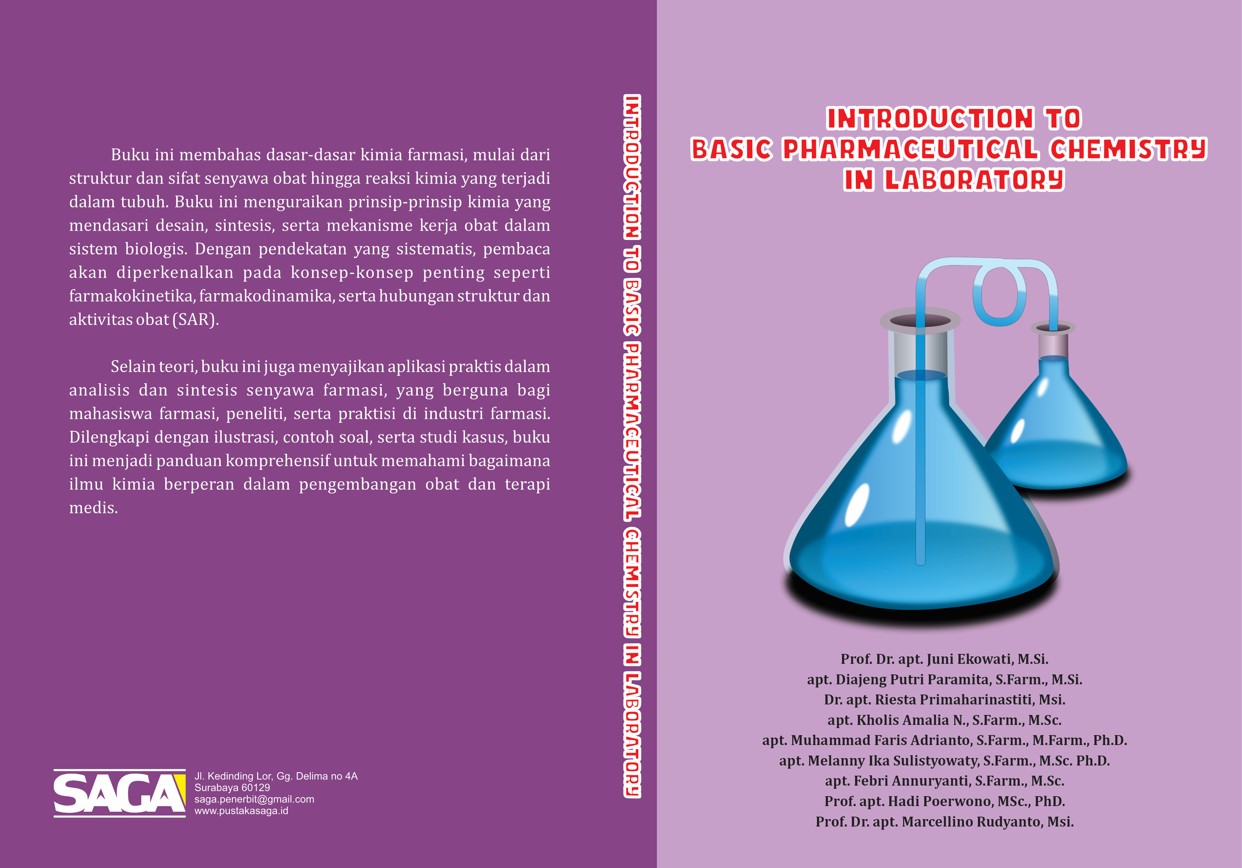 Buku ini membahas dasar-dasar kimia farmasi, mulai dari
struktur dan sifat senyawa obat hingga reaksi kimia yang terjadi
dalam tubuh. Buku ini menguraikan prinsip-prinsip kimia yang
mendasari desain, sintesis, serta mekanisme kerja obat dalam
sistem biologis. Dengan pendekatan yang sistematis, pembaca
akan diperkenalkan pada konsep-konsep penting seperti
farmakokinetika, farmakodinamika, serta hubungan struktur dan
aktivitas obat (SAR).
Selain teori, buku ini juga menyajikan aplikasi praktis dalam
analisis dan sintesis senyawa farmasi, yang berguna bagi
mahasiswa farmasi, peneliti, serta praktisi di industri farmasi.
Dilengkapi dengan ilustrasi, contoh soal, serta studi kasus, buku
ini menjadi panduan komprehensif untuk memahami bagaimana
ilmu kimia berperan dalam pengembangan obat dan terapi
medis.
SAGA
Jl. Kedinding Lor, Gg. Delima no 4A
Surabaya 60129
saga.penerbit@gmail.com
www.pustakasaga.id
INTRODUCTION TO BASIC PHARMACEUTICAL CHEMISTRY IN LABORATORY
INTRODUCTION TO
BASIC PHARMACEUTICAL CHEMISTRY
IN LABORATORY
Prof. Dr. apt. Juni Ekowati, M.Si.
apt. Diajeng Putri Paramita, S.Farm., M.Si.
Dr. apt. Riesta Primaharinastiti, Msi.
apt. Kholis Amalia N., S.Farm., M.Sc.
apt. Muhammad Faris Adrianto, S.Farm., M.Farm., Ph.D.
apt. Melanny Ika Sulistyowaty, S.Farm., M.Sc. Ph.D.
apt. Febri Annuryanti, S.Farm., M.Sc.
Prof. apt. Hadi Poerwono, MSc., PhD.
Prof. Dr. apt. Marcellino Rudyanto, Msi.